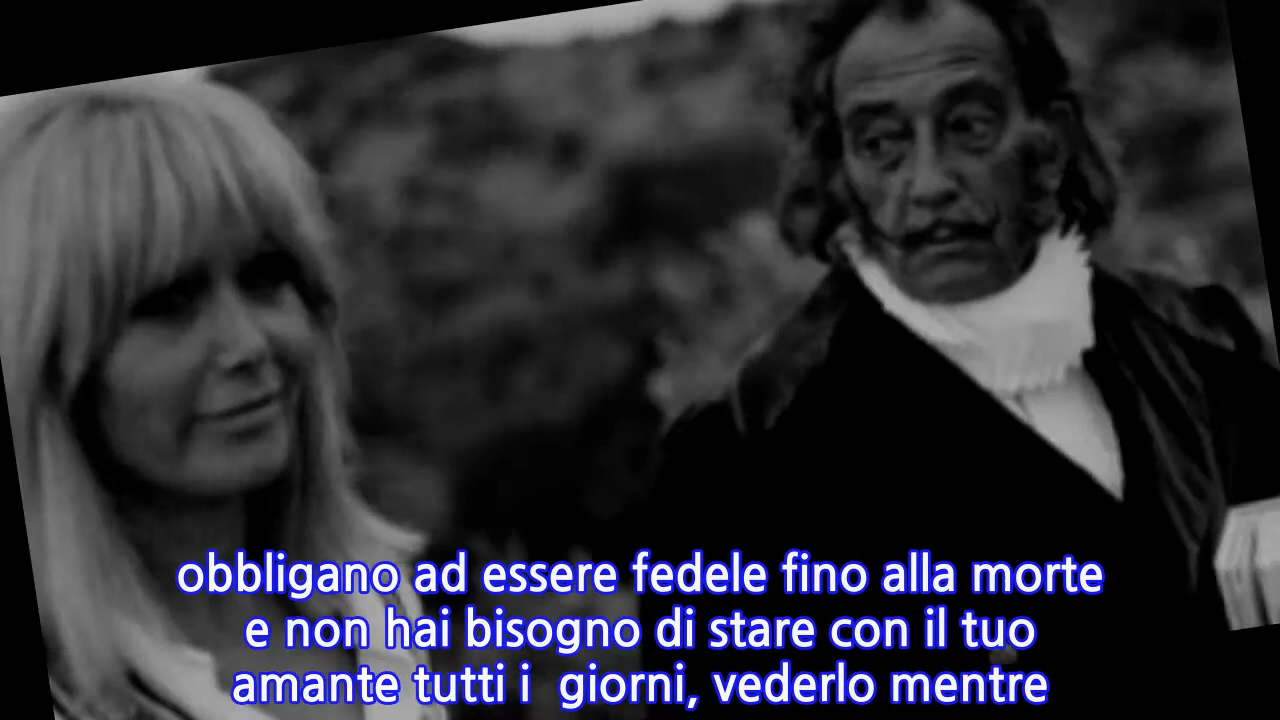 obbligano ad essere fedele fino alla morte
e non hai bisogno di stare con il tuo
amante tutti i  giorni, vederlo mentre